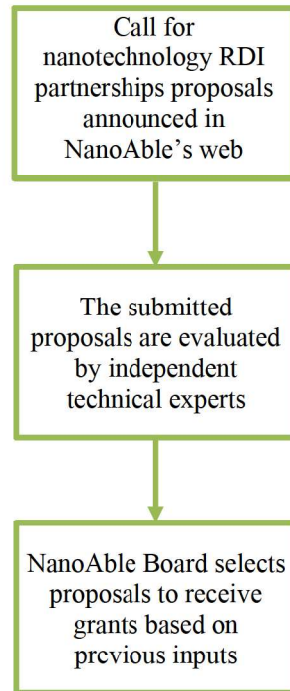 Call for
nanotechnology RDI
partnerships proposals
announced in
NanoAble's web
The submitted
proposals are evaluated
by independent
technical experts
NanoAble Board selects
proposals to receive
grants based on
previous inputs